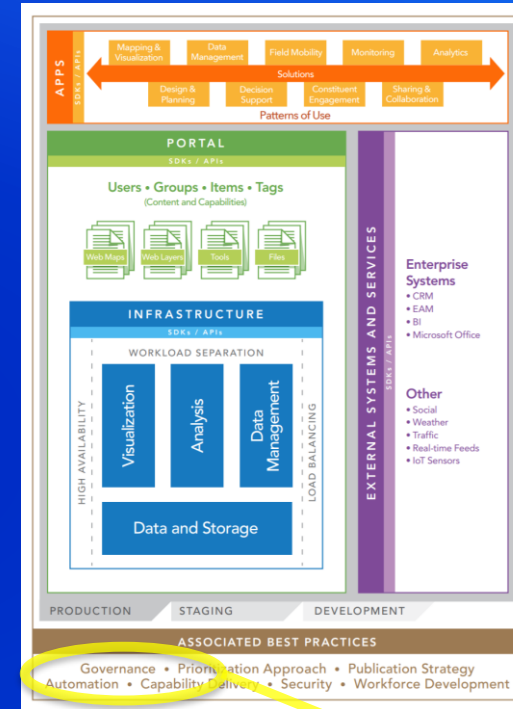 APPS
SDKs / APIs
Mapping &
Visualization
Data
Management
Field Mobility
Monitoring
Analytics
Solutions
Design &
Planning
Decision
Support
Constituent
Engagement
Sharing &
Collaboration
Patterns of Use
PORTAL
SDKs / APIs
Users • Groups • Items • Tags
(Content and Capabilities)
Web Maps
Web Layers
Tools
Files
INFRASTRUCTURE
SDKs / APIs
WORKLOAD SEPARATION
HIGH AVAILABILITY
Visualization
Analysis
Data
Management
LOAD BALANCING
Data and Storage
EXTERNAL SYSTEMS AND SERVICES
SDKs / APIs
Enterprise
Systems
• CRM
• EAM
• BI
• Microsoft Office
Other
• Social
• Weather
• Traffic
• Real-time Feeds
• IoT Sensors
PRODUCTION
STAGING
DEVELOPMENT
ASSOCIATED BEST PRACTICES
Governance • Prioritization Approach • Publication Strategy
Automation • Capability Delivery • Security • Workforce Development